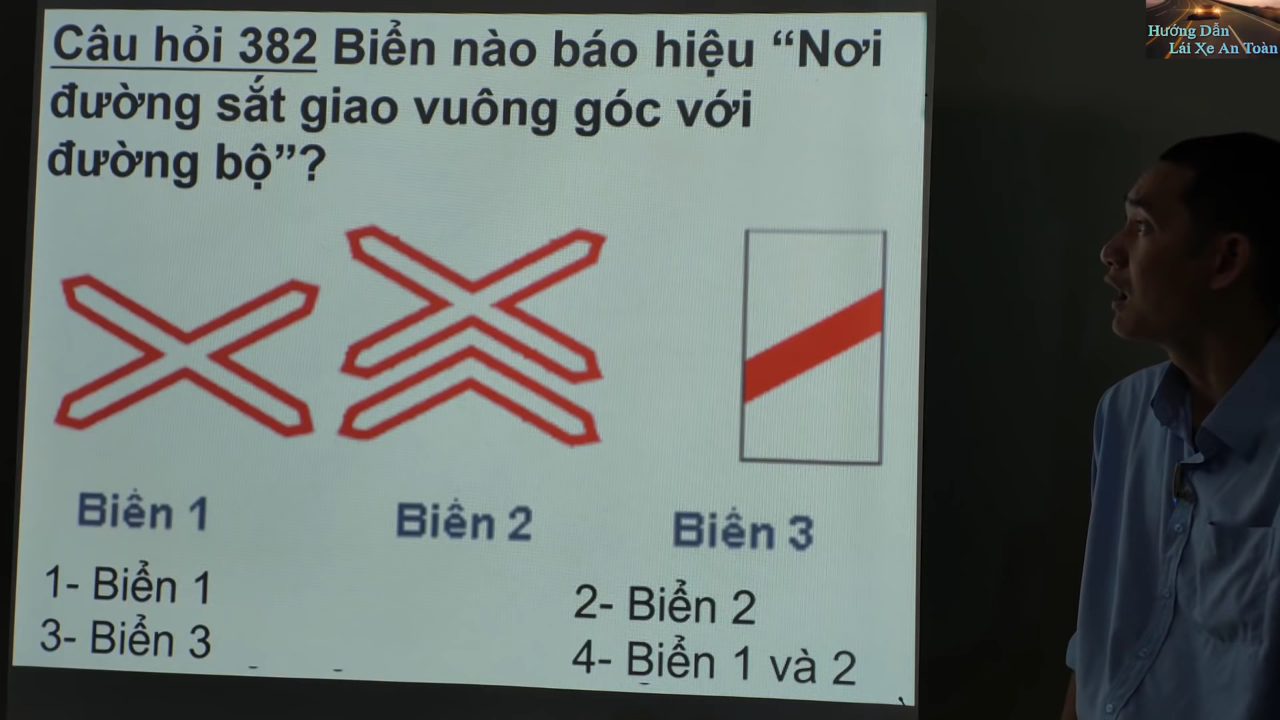 Hướng Dẫn
Lái Xe An Toàn
Câu hỏi 382 Biển nào báo hiệu “Nơi
đường sắt giao vuông góc với
đường bộ”?
Biển 1
Biển 2
Biển 3
1- Biển 1
2- Biển 2
3- Biển 3
4- Biển 1 và 2